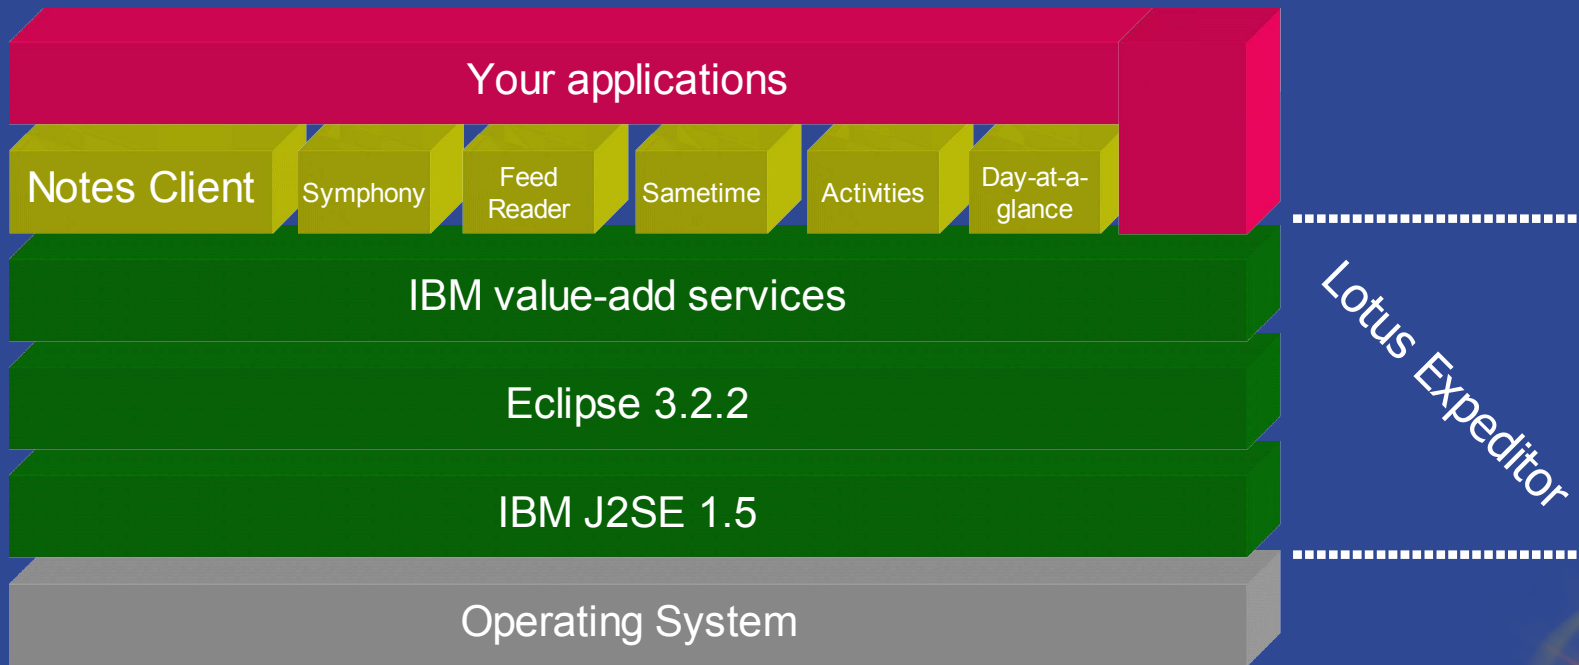 Your applications
Notes Client
Symphony
Feed
Reader
Sametime
Activities
Day-at-a-
glance
IBM value-add services
Eclipse 3.2.2
IBM J2SE 1.5
Operating System
Lotus Expeditor